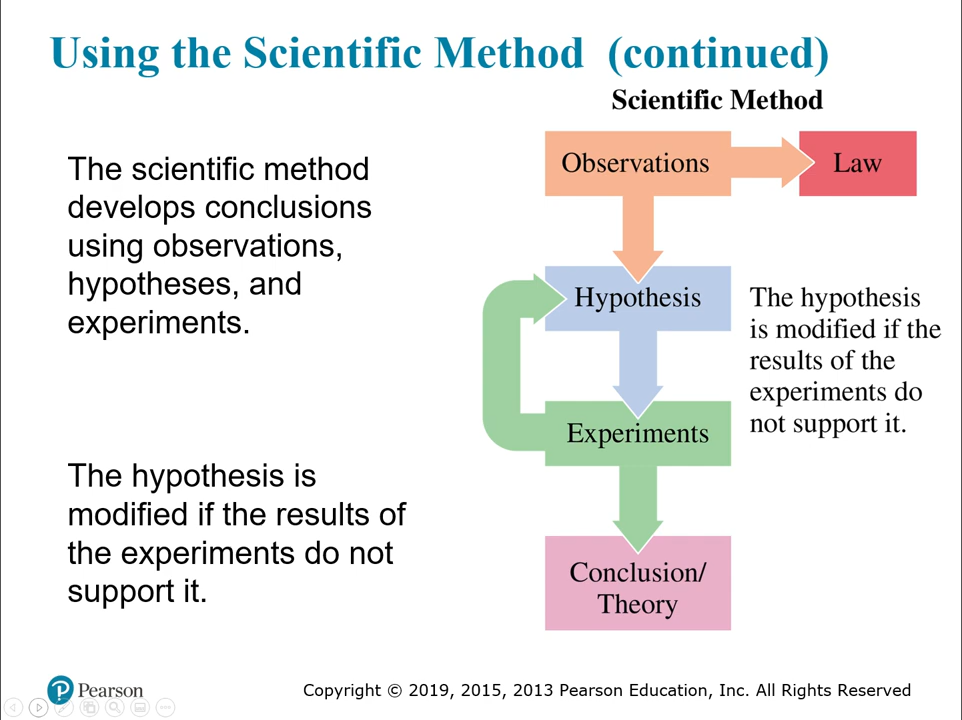 Using the Scientific Method (continued)
The scientific method
develops conclusions
using observations,
hypotheses, and
experiments.
The hypothesis is
modified if the results of
the experiments do not
support it.
Scientific Method
Observations
Law
Hypothesis
The hypothesis
is modified if the
results of the
experiments do
not support it.
Experiments
Conclusion/
Theory
P Pearson
Copyright © 2019, 2015, 2013 Pearson Education, Inc. All Rights Reserved